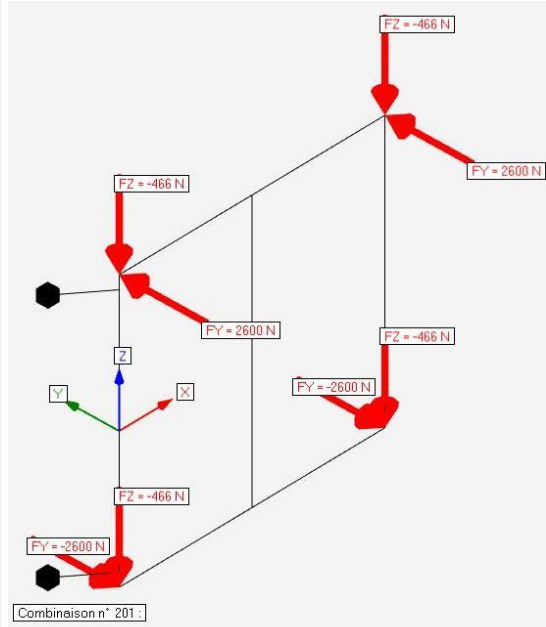 FZ = -466 N
FY = 2600 N
FZ = -466 N
FY = 2600 N
FZ = -466 N
Z
Y
X
FY = -2600 N
FZ = -466 N
FY = -2600 N
Combinaison n° 201 :